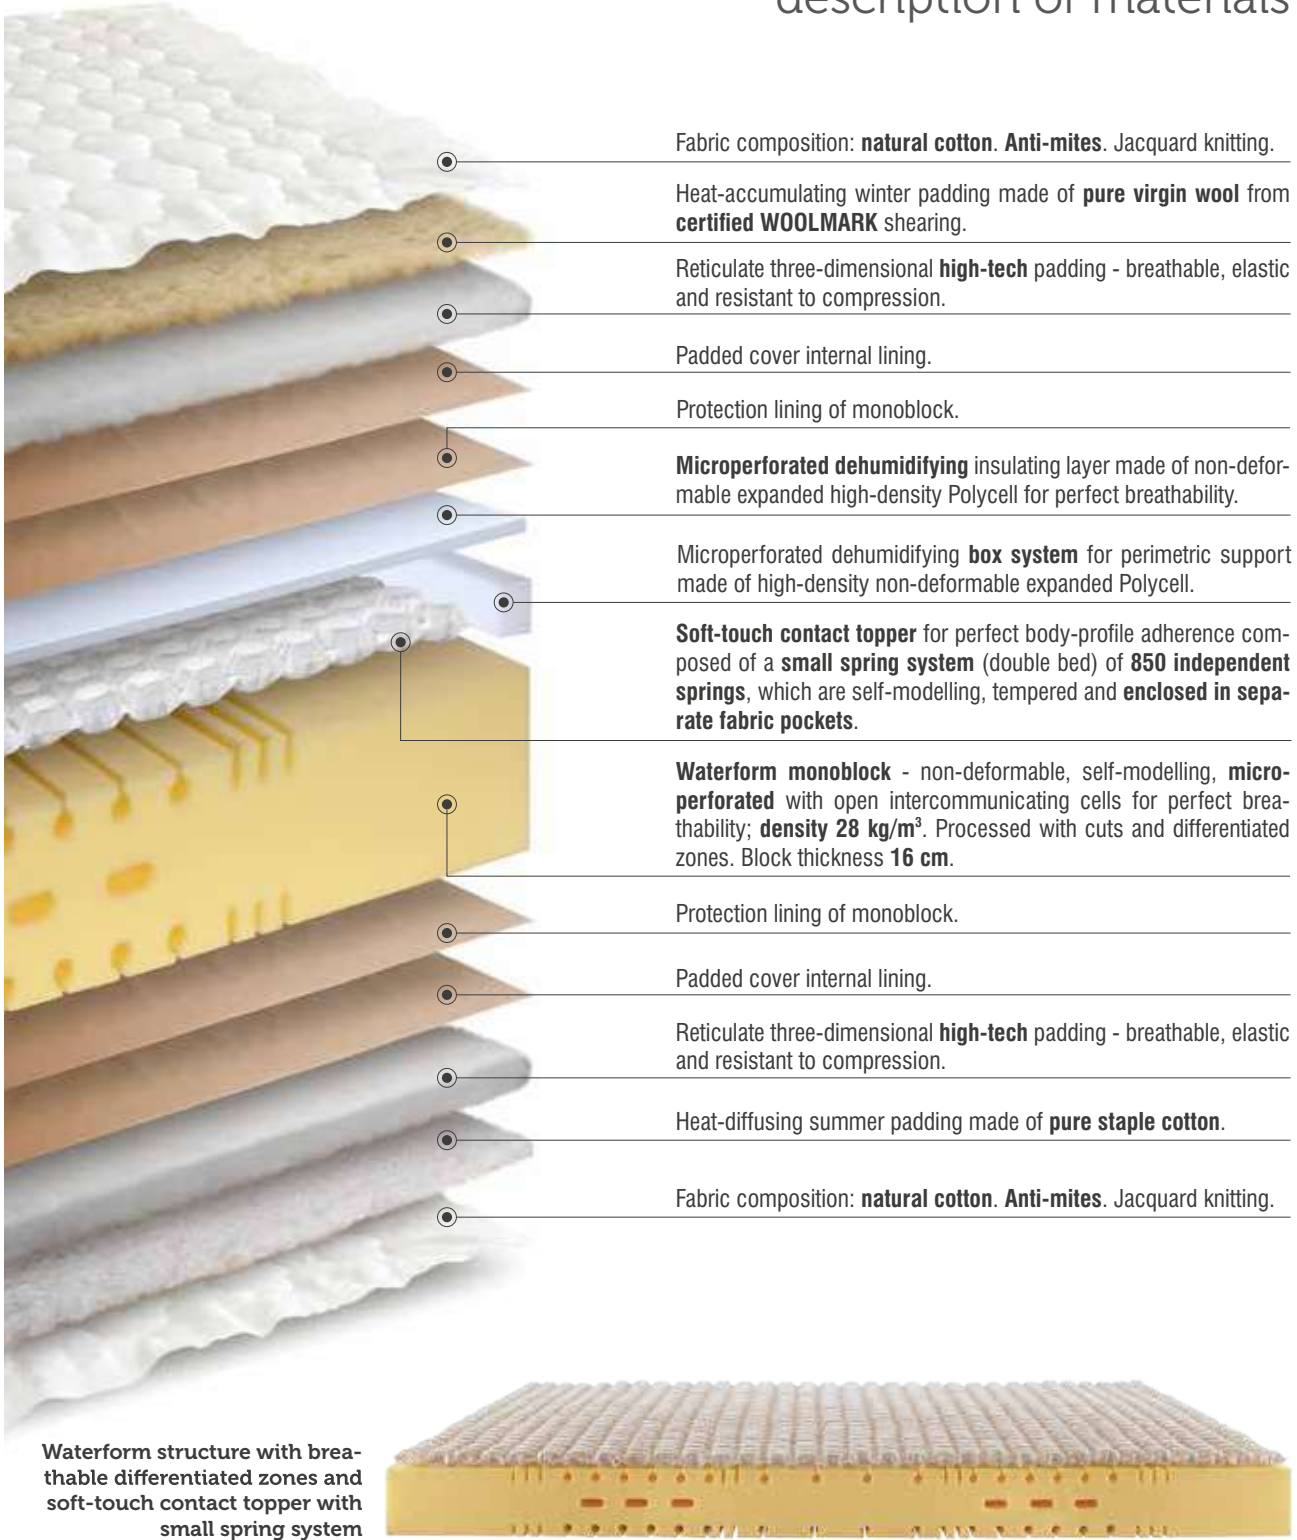 description of materials
Fabric composition: natural cotton. Anti-mites. Jacquard knitting.
Heat-accumulating winter padding made of pure virgin wool from
certified WOOLMARK shearing.
Reticulate three-dimensional high-tech padding - breathable, elastic
and resistant to compression.
Padded cover internal lining.
Protection lining of monoblock.
Microperforated dehumidifying insulating layer made of non-defor-
mable expanded high-density Polycell for perfect breathability.
Microperforated dehumidifying box system for perimetric support
made of high-density non-deformable expanded Polycell.
Soft-touch contact topper for perfect body-profile adherence com-
posed of a small spring system (double bed) of 850 independent
springs, which are self-modelling, tempered and enclosed in sepa-
rate fabric pockets.
Waterform monoblock - non-deformable, self-modelling, micro-
perforated with open intercommunicating cells for perfect brea-
thability; density 28 kg/m³. Processed with cuts and differentiated
zones. Block thickness 16 cm.
Protection lining of monoblock.
Padded cover internal lining.
Reticulate three-dimensional high-tech padding - breathable, elastic
and resistant to compression.
Heat-diffusing summer padding made of pure staple cotton.
Fabric composition: natural cotton. Anti-mites. Jacquard knitting.
Waterform structure with brea-
thable differentiated zones and
soft-touch contact topper with
small spring system